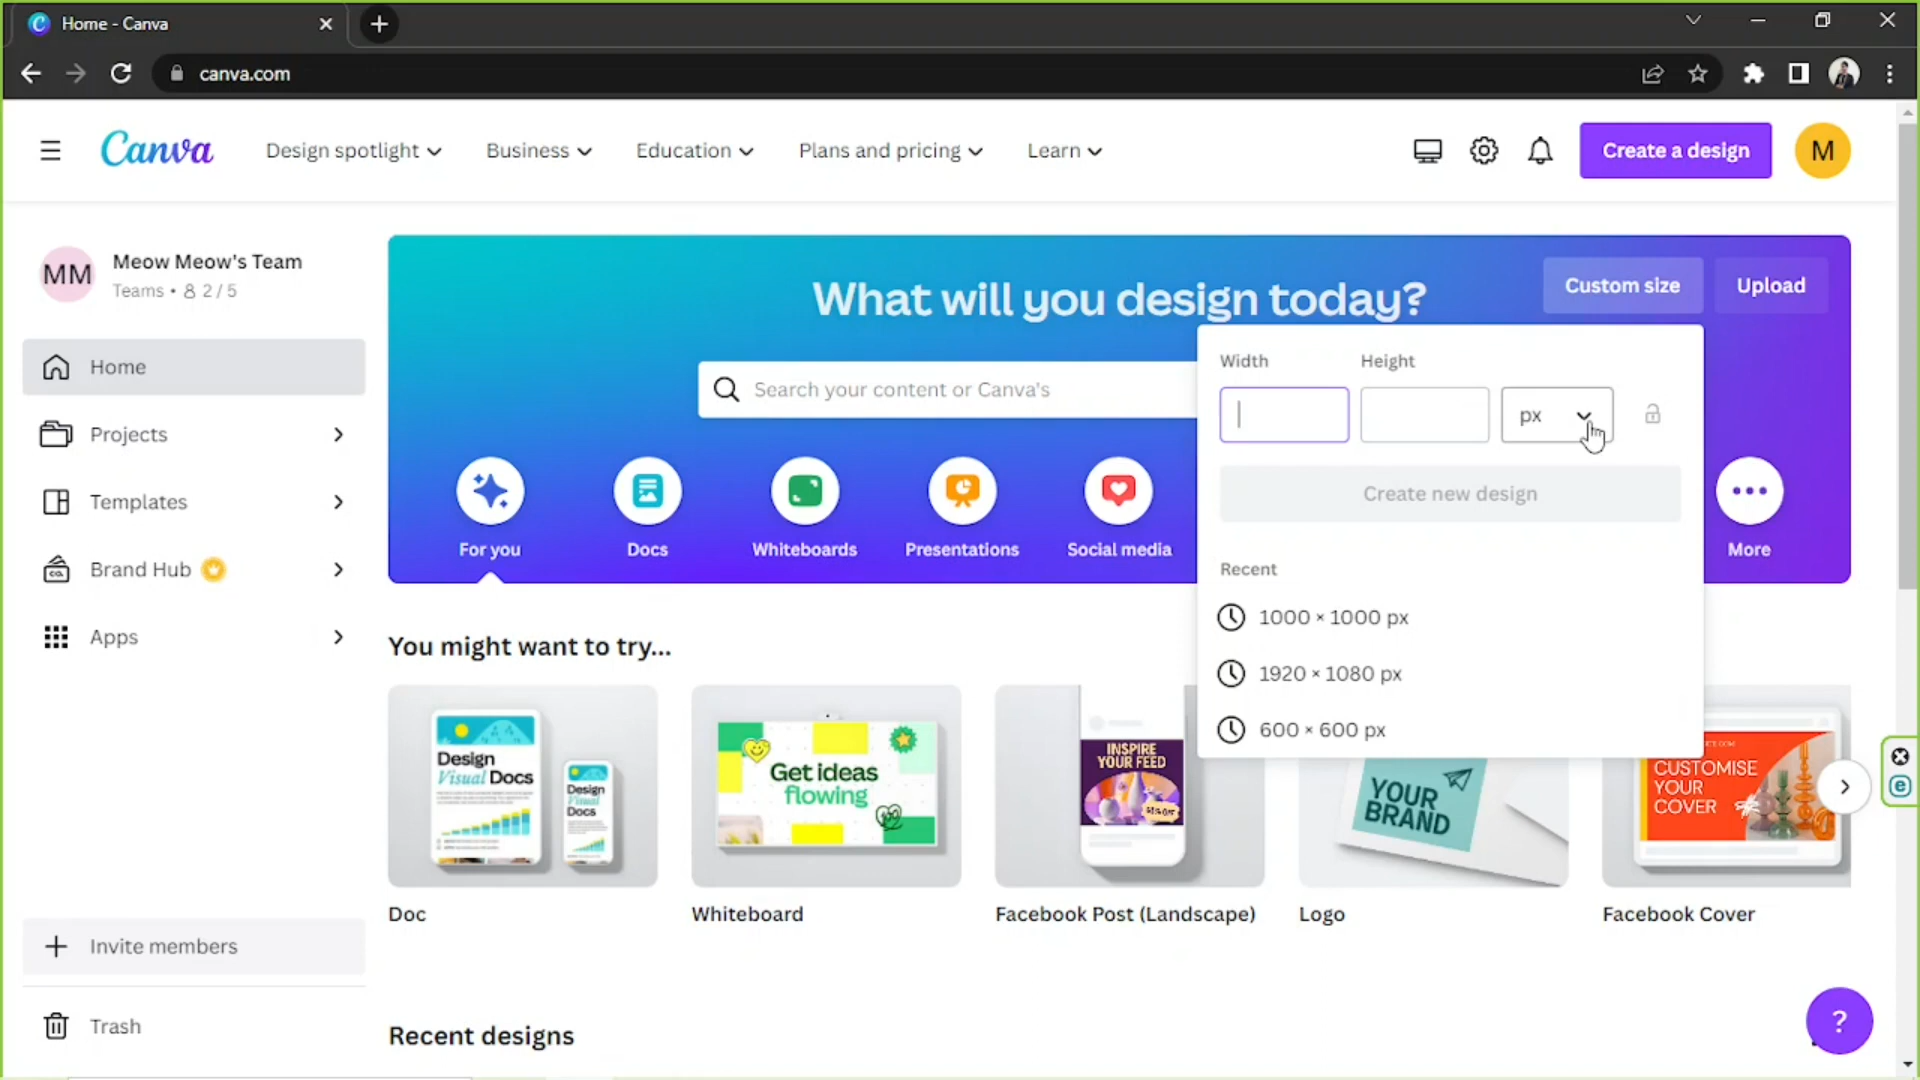 Home - Canva
canva.com
Canva
Design spotlight
Business
Education
Plans and pricing
Learn
Create a design
M
MM
Meow Meow's Team
Teams • 2 / 5
Home
Projects
Templates
Brand Hub
Apps
Invite members
Trash
What will you design today?
Custom size
Upload
Search your content or Canva's
For you
Docs
Whiteboards
Presentations
Social media
More
Width
Height
px
Create new design
Recent
1000 × 1000 px
1920 × 1080 px
600 × 600 px
You might want to try...
Design
Visual Docs
Design
Visual
Docs
Get ideas
flowing
INSPIRE
YOUR FEED
YOUR
BRAND
CUSTOMISE
YOUR
COVER
Doc
Whiteboard
Facebook Post (Landscape)
Logo
Facebook Cover
Recent designs
?